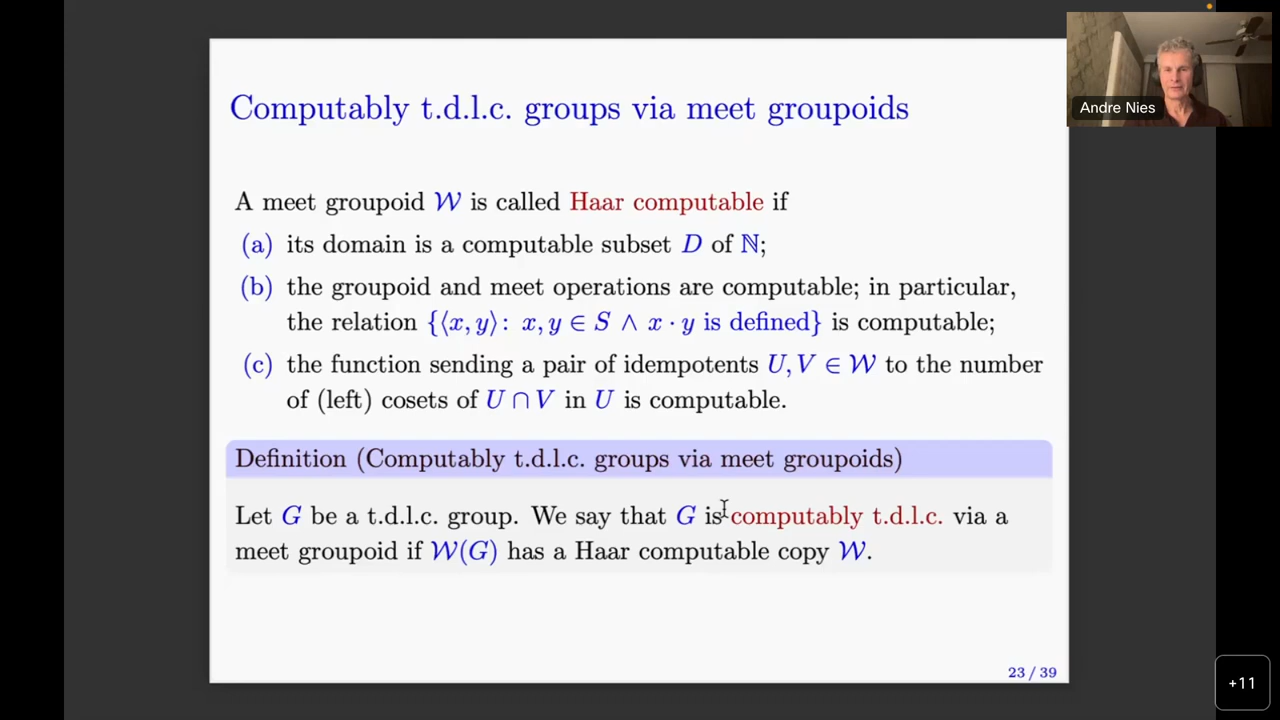 Computably t.d.l.c. groups via meet groupoids
Andre Nies
A meet groupoid 𝒲 is called Haar computable if
(a) its domain is a computable subset D of ℕ;
(b) the groupoid and meet operations are computable; in particular,
the relation {⟨x, y⟩: x, y ∈ S ∧ x · y is defined} is computable;
(c) the function sending a pair of idempotents U, V ∈ 𝒲 to the number
of (left) cosets of U ∩ V in U is computable.
Definition (Computably t.d.l.c. groups via meet groupoids)
Let G be a t.d.l.c. group. We say that G is computably t.d.l.c. via a
meet groupoid if 𝒲(G) has a Haar computable copy 𝒲.
23 / 39
+11